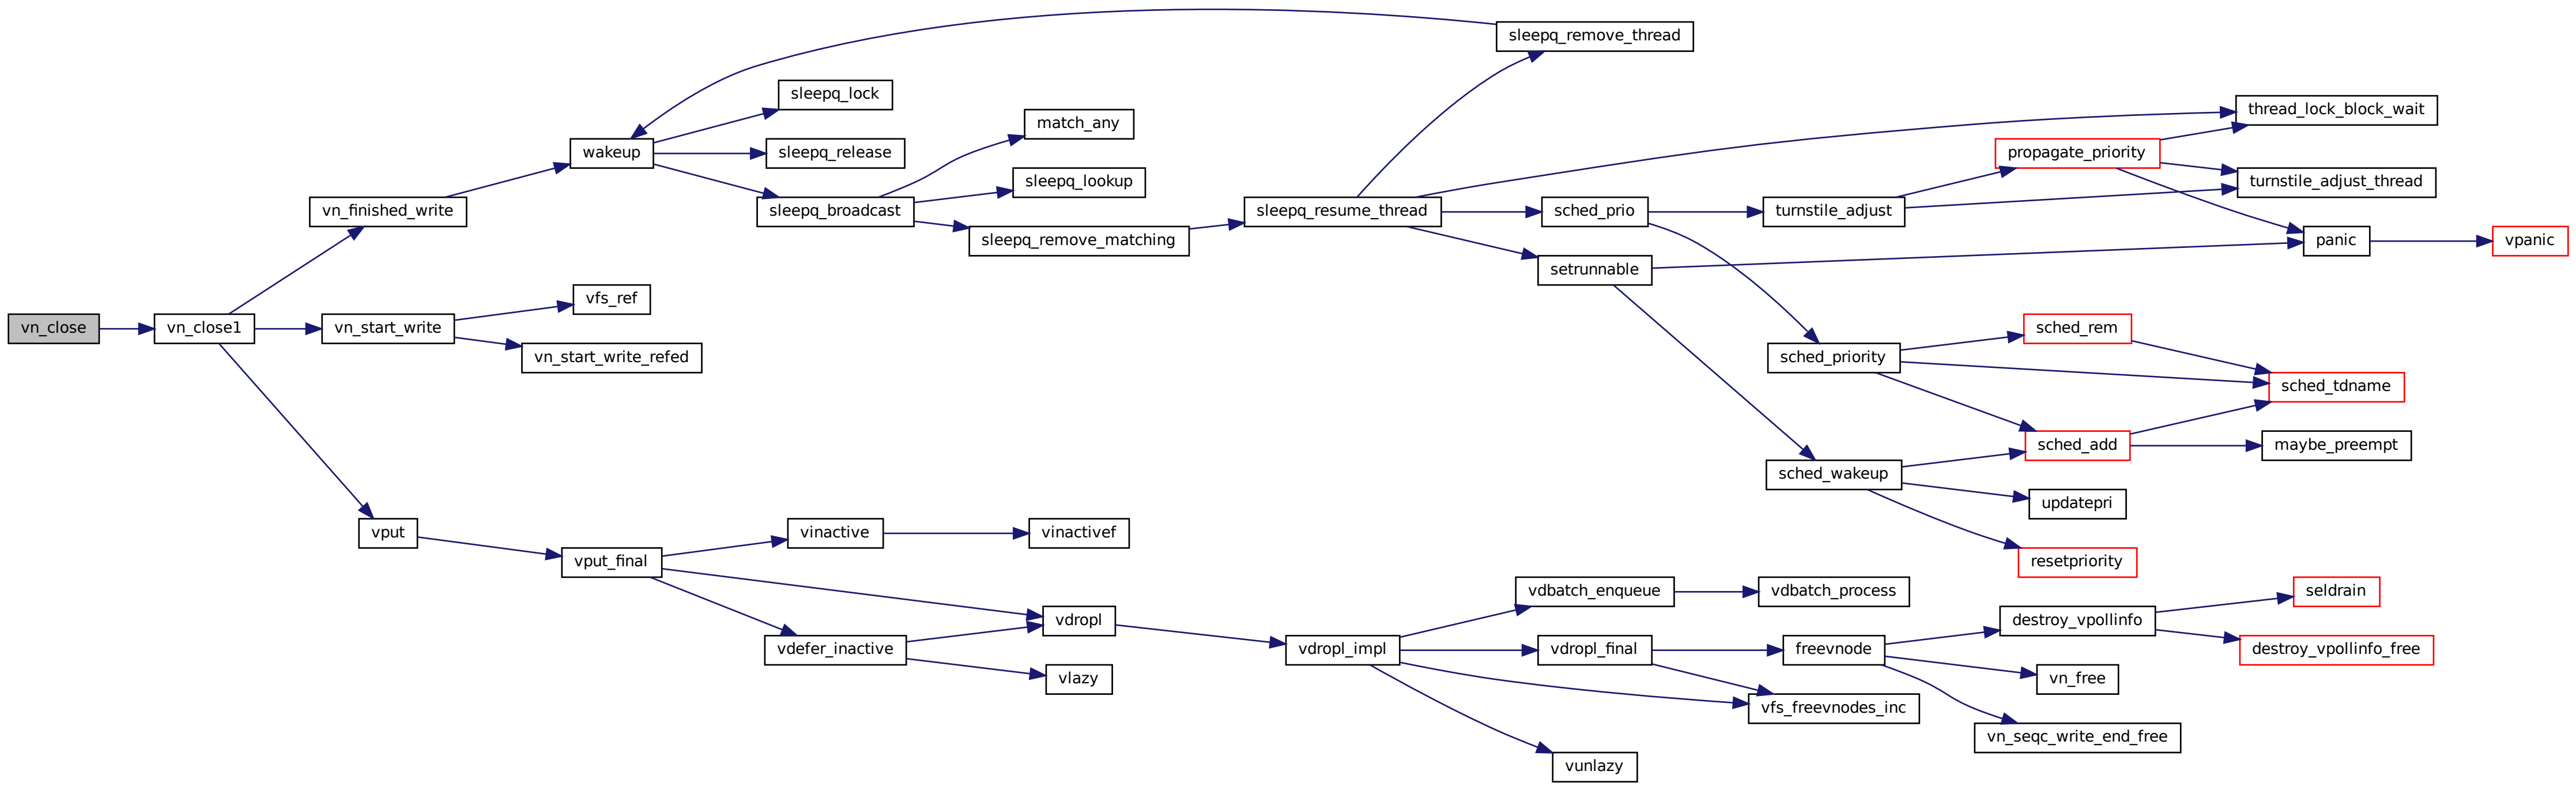 vn_close
vn_close1
vn_finished_write
wakeup
sleepq_lock
sleepq_release
sleepq_broadcast
match_any
sleepq_lookup
sleepq_remove_matching
sleepq_resume_thread
sleepq_remove_thread
sched_prio
setrunnable
turnstile_adjust
propagate_priority
thread_lock_block_wait
turnstile_adjust_thread
panic
vpanic
sched_priority
sched_rem
sched_tdname
sched_add
maybe_preempt
sched_wakeup
updatepri
resetpriority
vn_start_write
vfs_ref
vn_start_write_refed
vput
vput_final
vinactive
vinactivef
vdefer_inactive
vdropl
vlazy
vdropl_impl
vdbatch_enqueue
vdbatch_process
vdropl_final
freevnode
vfs_freevnodes_inc
vunlazy
destroy_vpollinfo
seldrain
destroy_vpollinfo_free
vn_free
vn_seqc_write_end_free